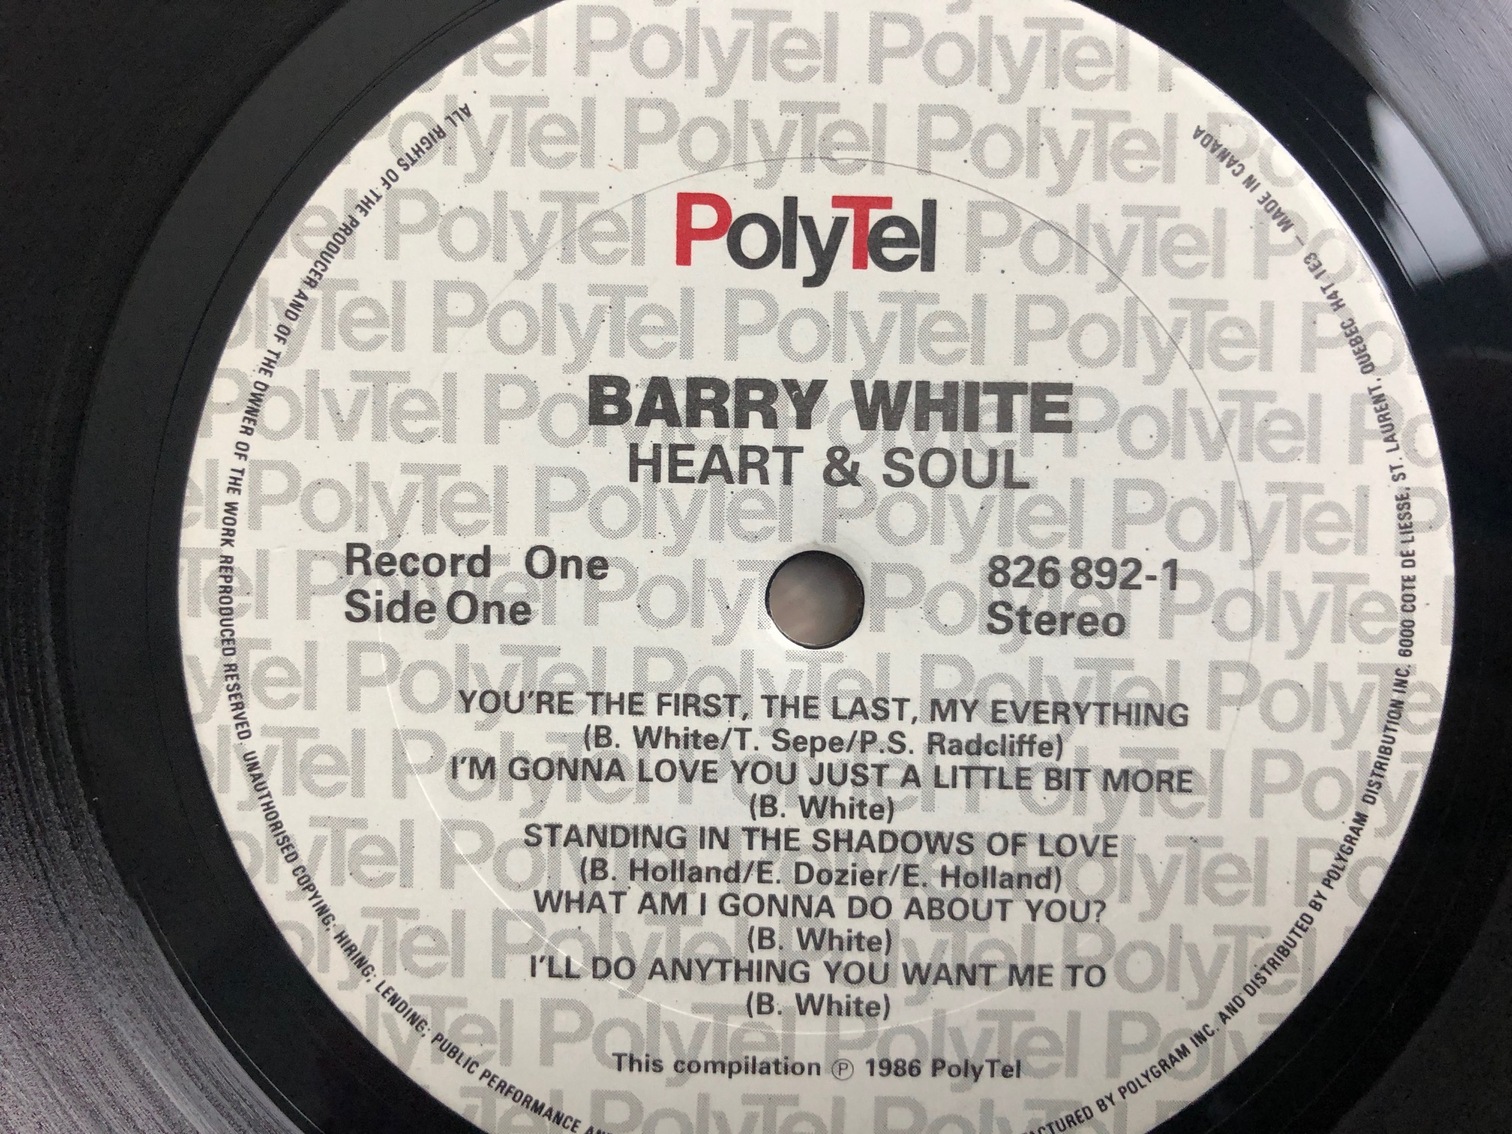 PolyTel
BARRY WHITE
HEART & SOUL
Record One
Side One
826 892-1
Stereo
YOU'RE THE FIRST, THE LAST, MY EVERYTHING
(B. White/T. Sepe/P.S. Radcliffe)
I'M GONNA LOVE YOU JUST A LITTLE BIT MORE
(B. White)
STANDING IN THE SHADOWS OF LOVE
(B. Holland/E. Dozier/E. Holland)
WHAT AM I GONNA DO ABOUT YOU?
(B. White)
I'LL DO ANYTHING YOU WANT ME TO
(B. White)
This compilation ℗ 1986 PolyTel
ALL RIGHTS OF THE PRODUCER AND OF THE OWNER OF THE WORK REPRODUCED RESERVED. UNAUTHORISED COPYING; HIRING; LENDING; PUBLIC PERFORMANCE
ACTURED BY POLYGRAM INC. AND DISTRIBUTED BY POLYGRAM DISTRIBUTION INC. 6000 COTE DE LIESSE, ST. LAURENT, QUEBEC, H4T 1E3 – MADE IN CANADA